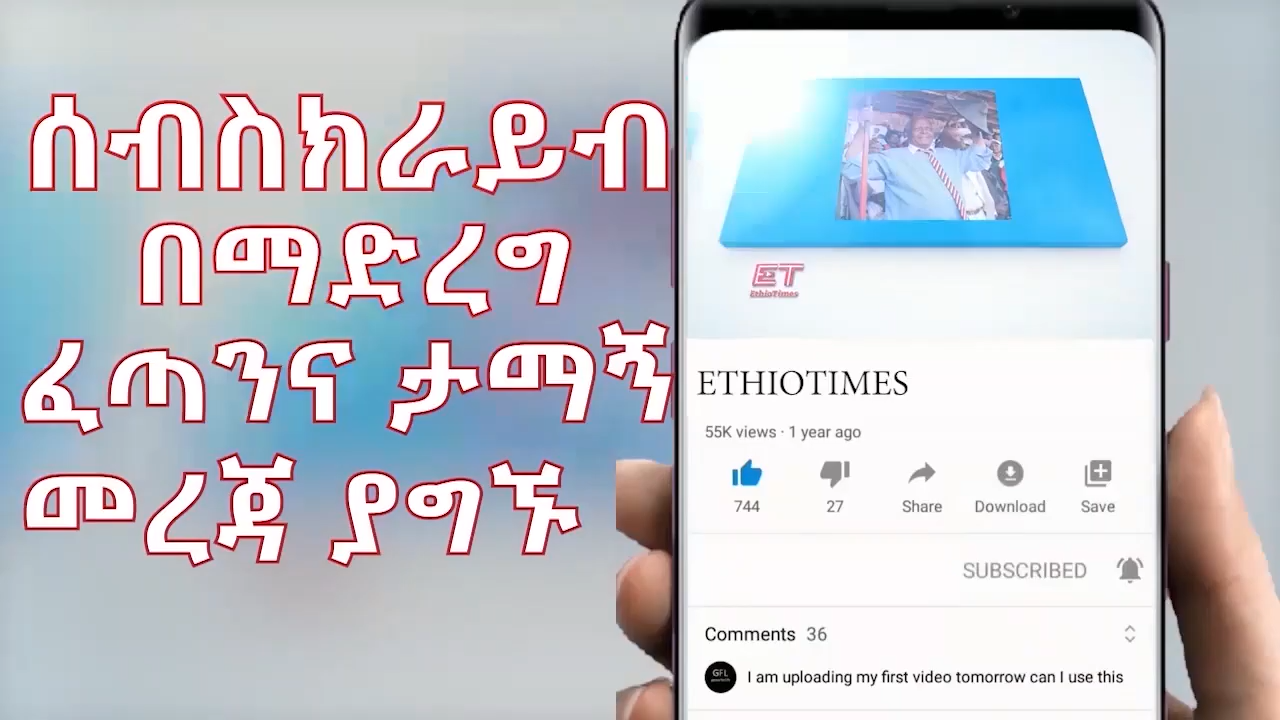 ሰብስክራይብ
በማድረግ
ፈጣንና ታማኝ
መረጃ ያግኙ
ET
EthioTimes
ETHIOTIMES
55K views · 1 year ago
744
27
Share
Download
Save
SUBSCRIBED
Comments 36
GFL
I am uploading my first video tomorrow can I use this